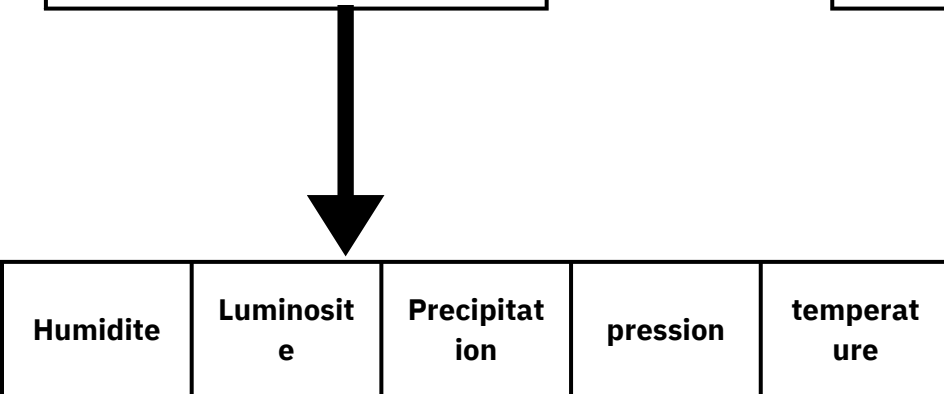 Humidite
Luminosit
e
Precipitat
ion
pression
temperat
ure